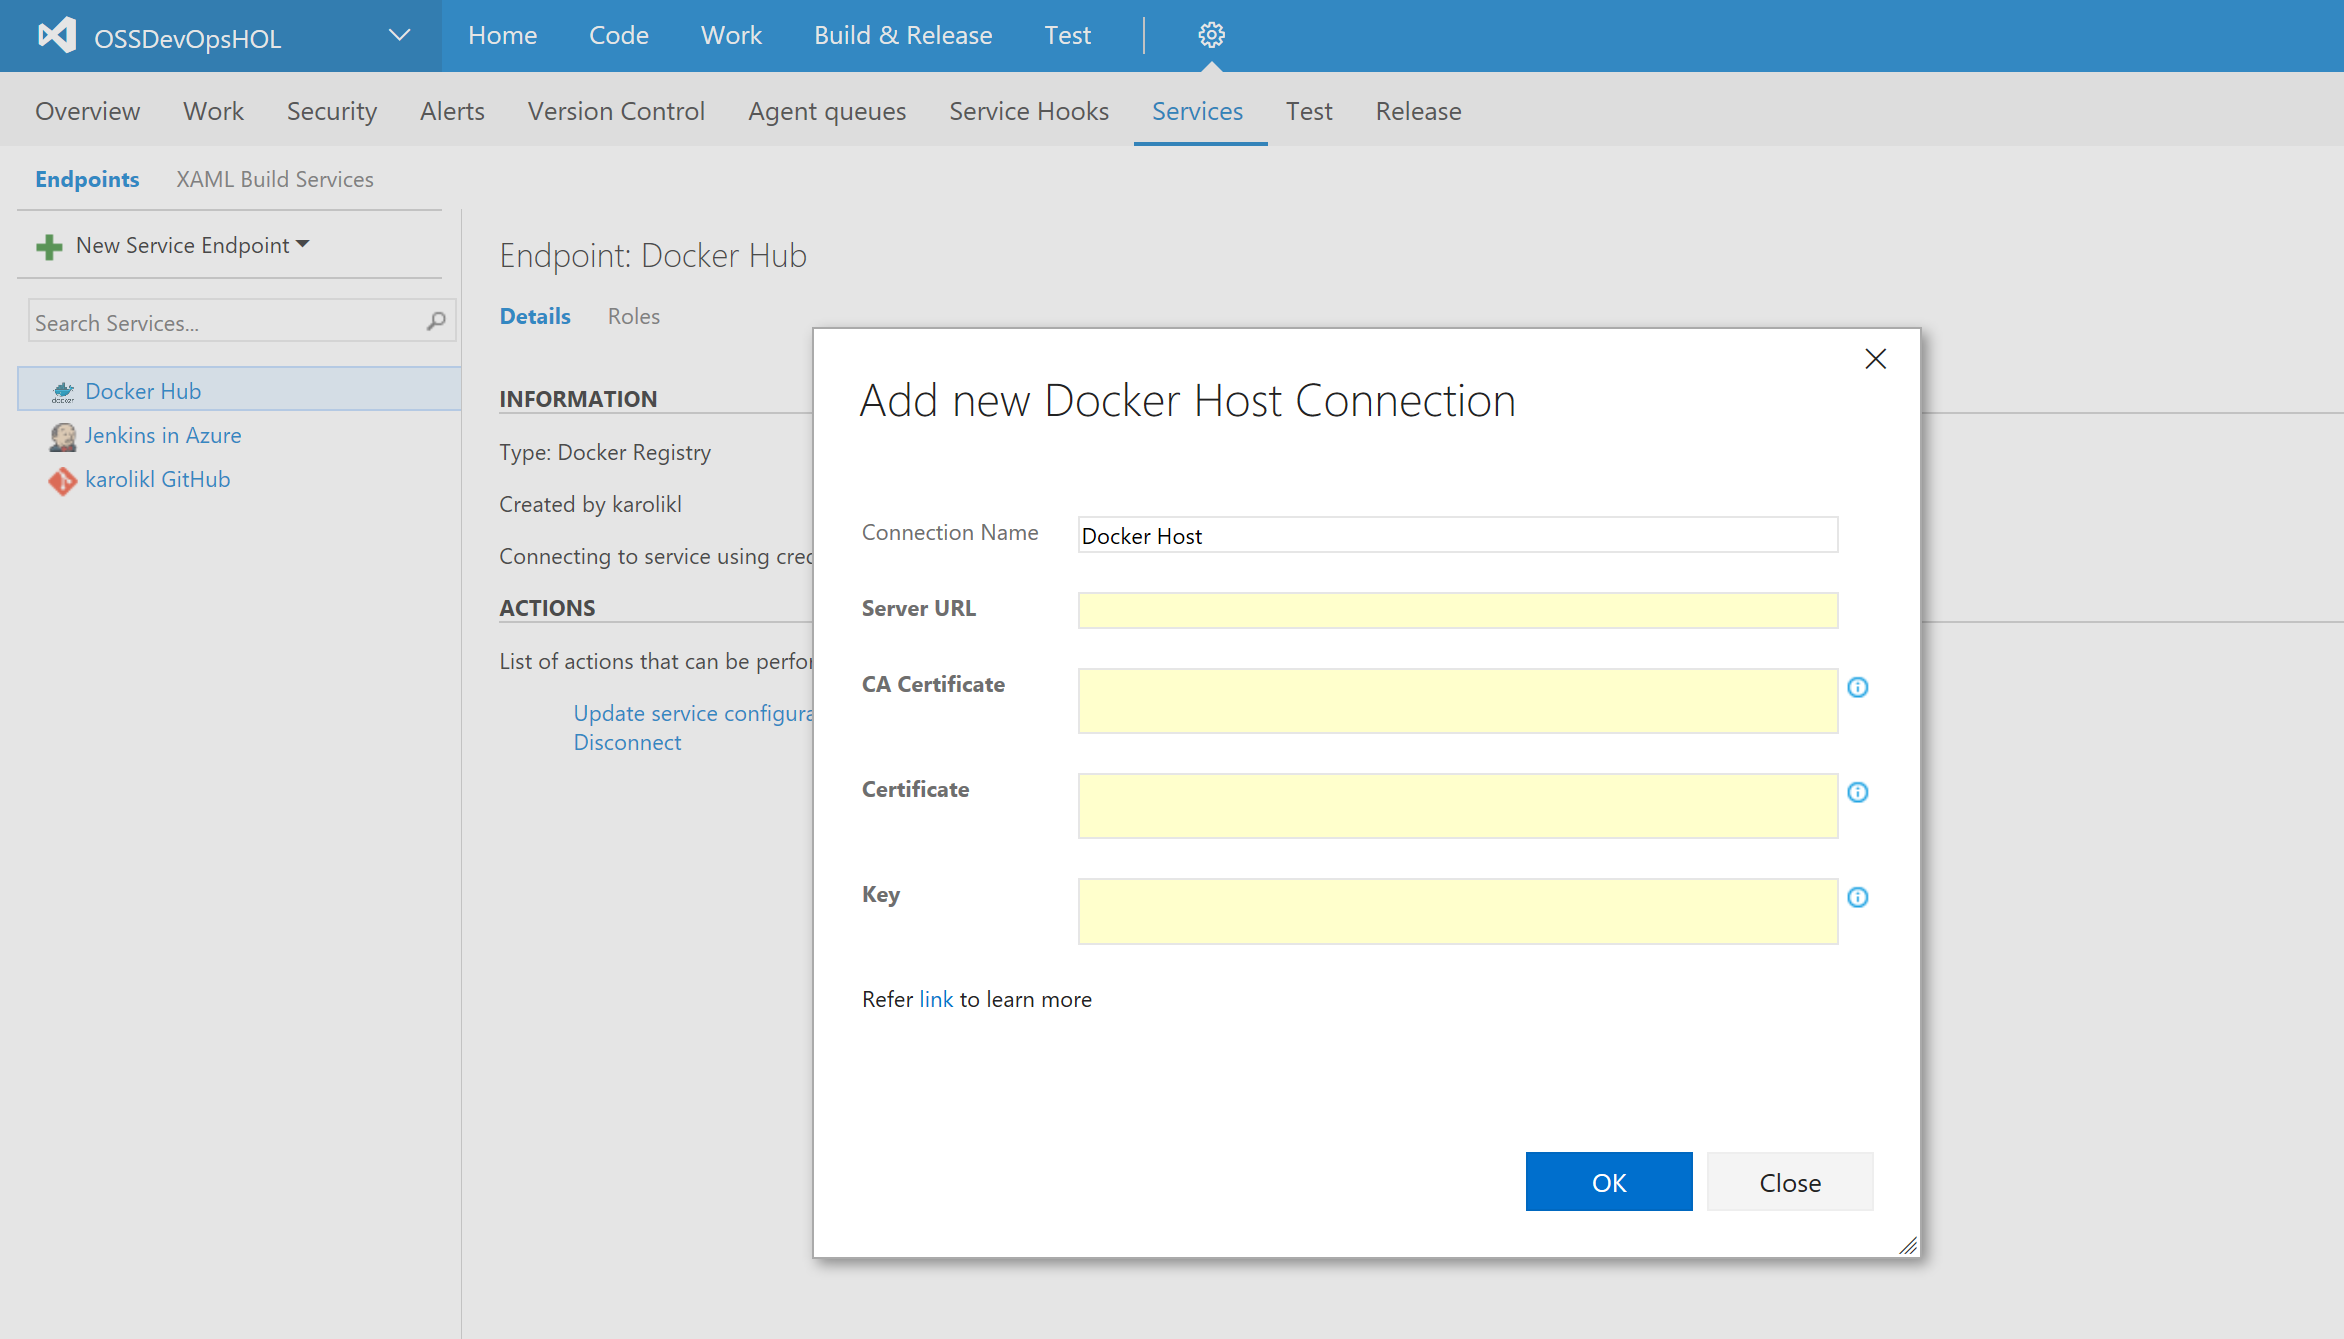 OSSDevOpsHOL Home Code Work Build & Release Test
Overview Work Security Alerts Version Control Agent queues Service Hooks Services Test Release
Endpoints XAML Build Services
New Service Endpoint
Search Services...
Docker Hub
Jenkins in Azure
karolikl GitHub
Endpoint: Docker Hub
Details Roles
INFORMATION
Type: Docker Registry
Created by karolikl
Connecting to service using cred
ACTIONS
List of actions that can be perfor
Update service configura
Disconnect
Add new Docker Host Connection
Connection Name Docker Host
Server URL
CA Certificate
Certificate
Key
Refer link to learn more
OK Close